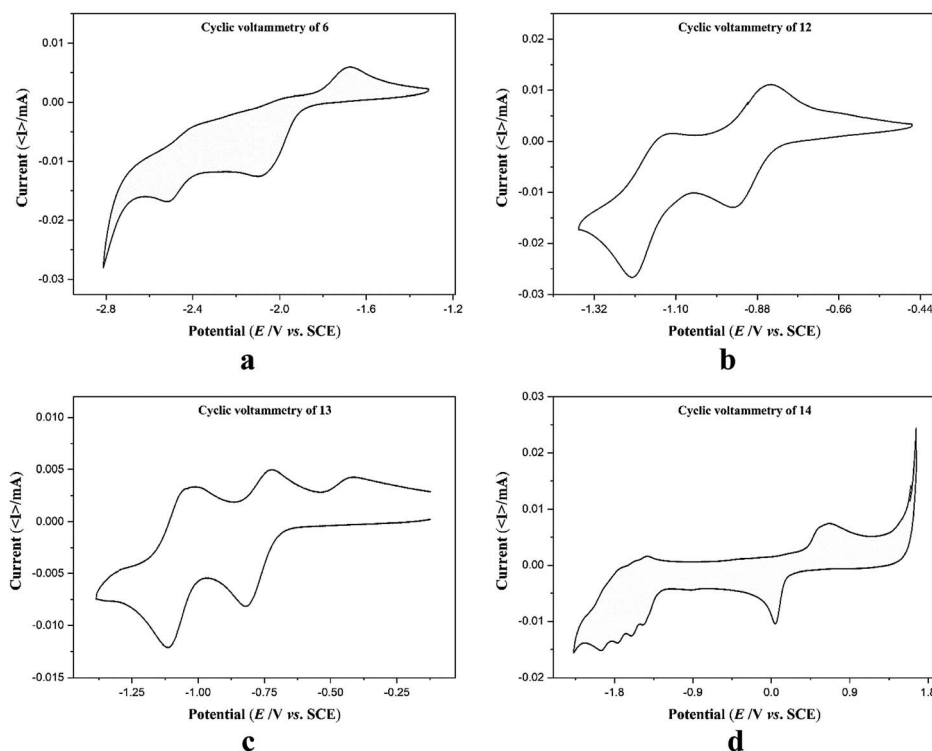 Cyclic voltammetry of 6
Current (<I>/mA)
0.01
0.00
-0.01
-0.02
-0.03
-2.8 -2.4 -2.0 -1.6 -1.2
Potential (E /V vs. SCE)
a
Cyclic voltammetry of 12
Current (<I>/mA)
0.02
0.01
0.00
-0.01
-0.02
-0.03
-1.32 -1.10 -0.88 -0.66 -0.44
Potential (E /V vs. SCE)
b
Cyclic voltammetry of 13
Current (<I>/mA)
0.010
0.005
0.000
-0.005
-0.010
-0.015
-1.25 -1.00 -0.75 -0.50 -0.25
Potential (E /V vs. SCE)
c
Cyclic voltammetry of 14
Current (<I>/mA)
0.03
0.02
0.01
0.00
-0.01
-0.02
-1.8 -0.9 0.0 0.9 1.8
Potential (E /V vs. SCE)
d